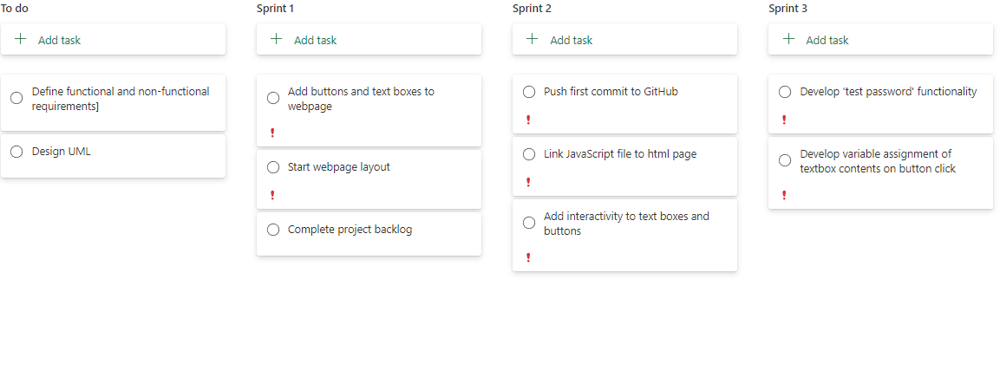 To do
Add task
Define functional and non-functional
requirements]
Design UML
Sprint 1
Add task
Add buttons and text boxes to
webpage
!
Start webpage layout
!
Complete project backlog
Sprint 2
Add task
Push first commit to GitHub
!
Link JavaScript file to html page
!
Add interactivity to text boxes and
buttons
!
Sprint 3
Add task
Develop 'test password' functionality
!
Develop variable assignment of
textbox contents on button click
!